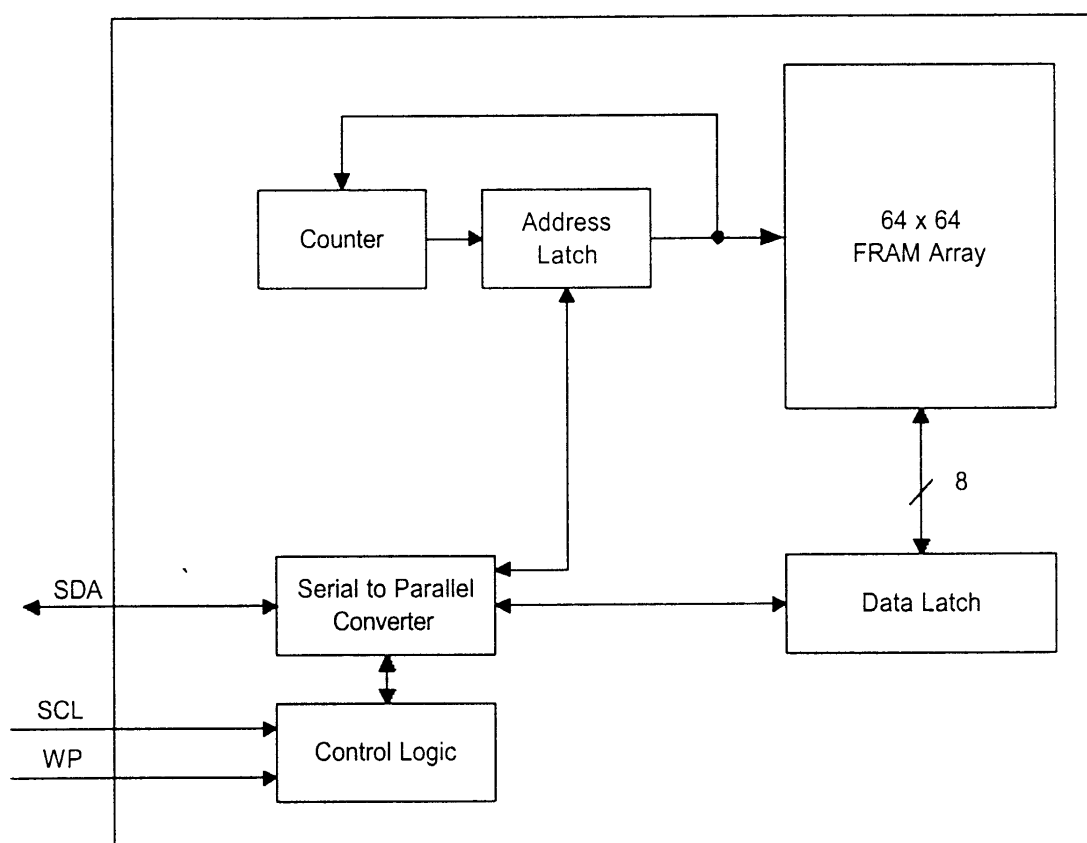 Counter
Address
Latch
64 x 64
FRAM Array
8
SDA
Serial to Parallel
Converter
Data Latch
SCL
WP
Control Logic